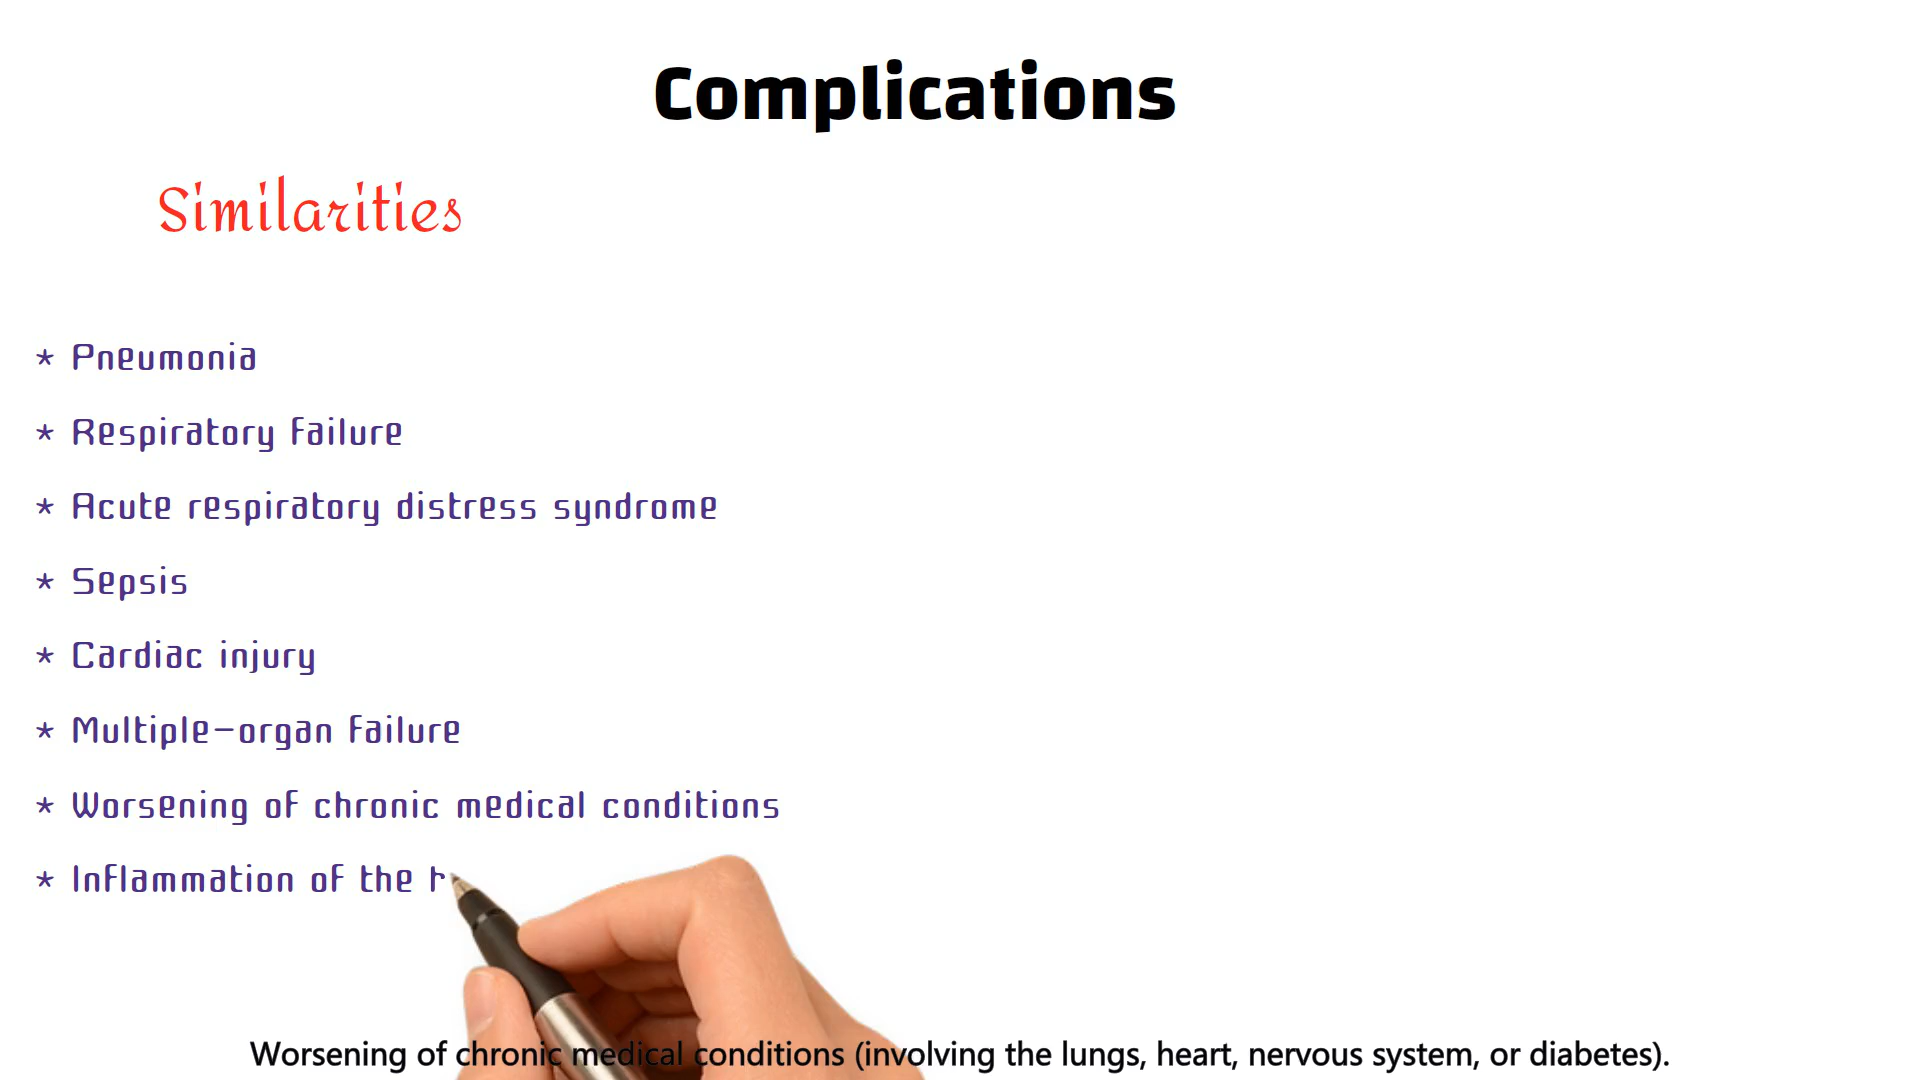 Complications
Similarities
* Pneumonia
* Respiratory failure
* Acute respiratory distress syndrome
* Sepsis
* Cardiac injury
* Multiple-organ failure
* Worsening of chronic medical conditions
* Inflammation of the
Worsening of chronic medical conditions (involving the lungs, heart, nervous system, or diabetes).